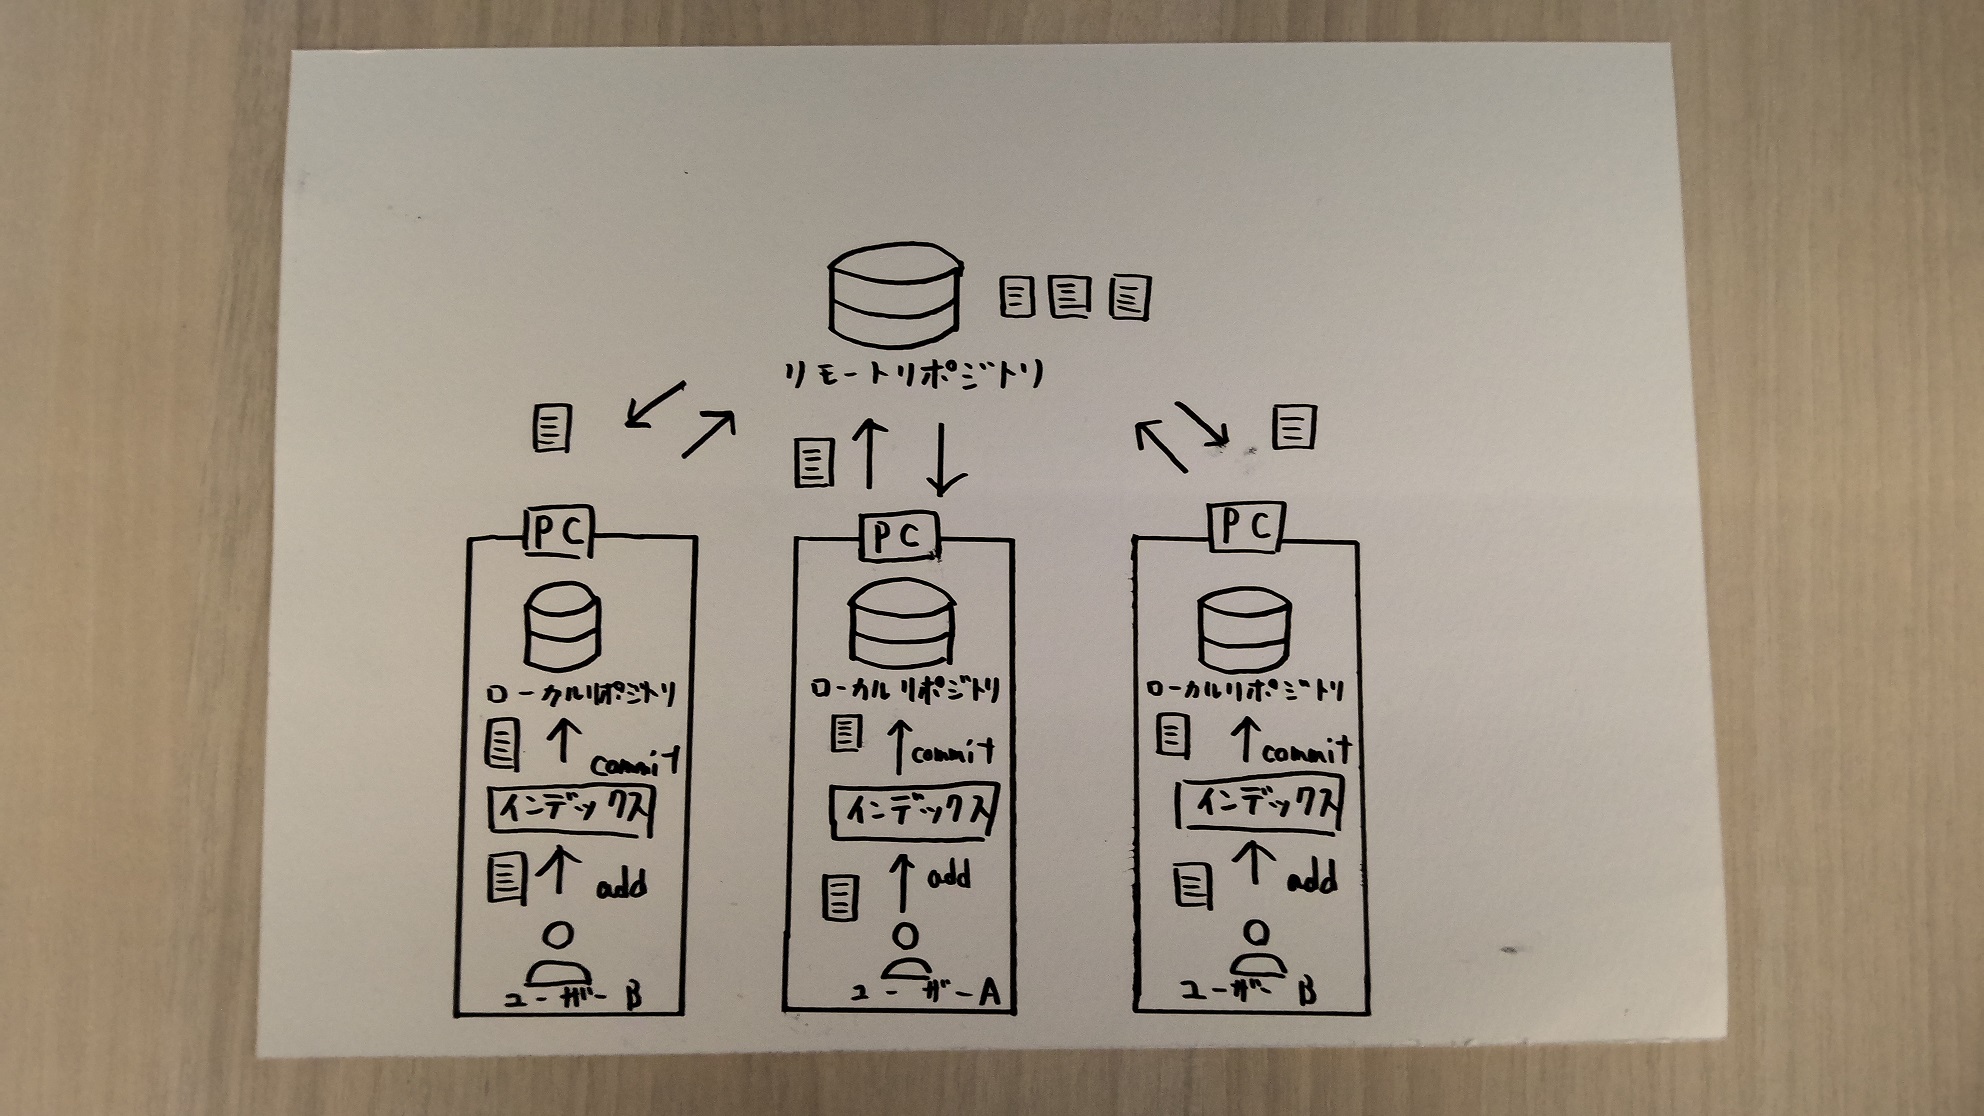 リモートリポジトリ
PC
ローカルリポジトリ
commit
インデックス
add
ユーザー B
PC
ローカルリポジトリ
commit
インデックス
add
ユーザー A
PC
ローカルリポジトリ
commit
インデックス
add
ユーザー B